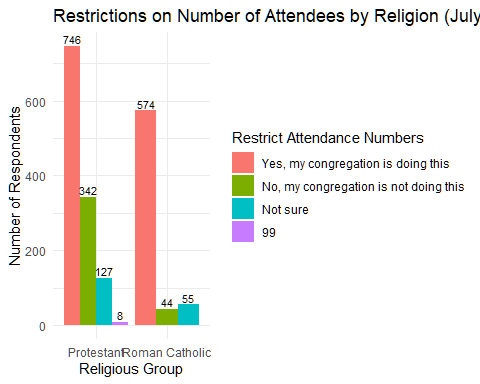 Restrictions on Number of Attendees by Religion (July
746
574
342
127
8
44
55
Number of Respondents
600
400
200
0
Protestant Roman Catholic
Religious Group
Restrict Attendance Numbers
Yes, my congregation is doing this
No, my congregation is not doing this
Not sure
99